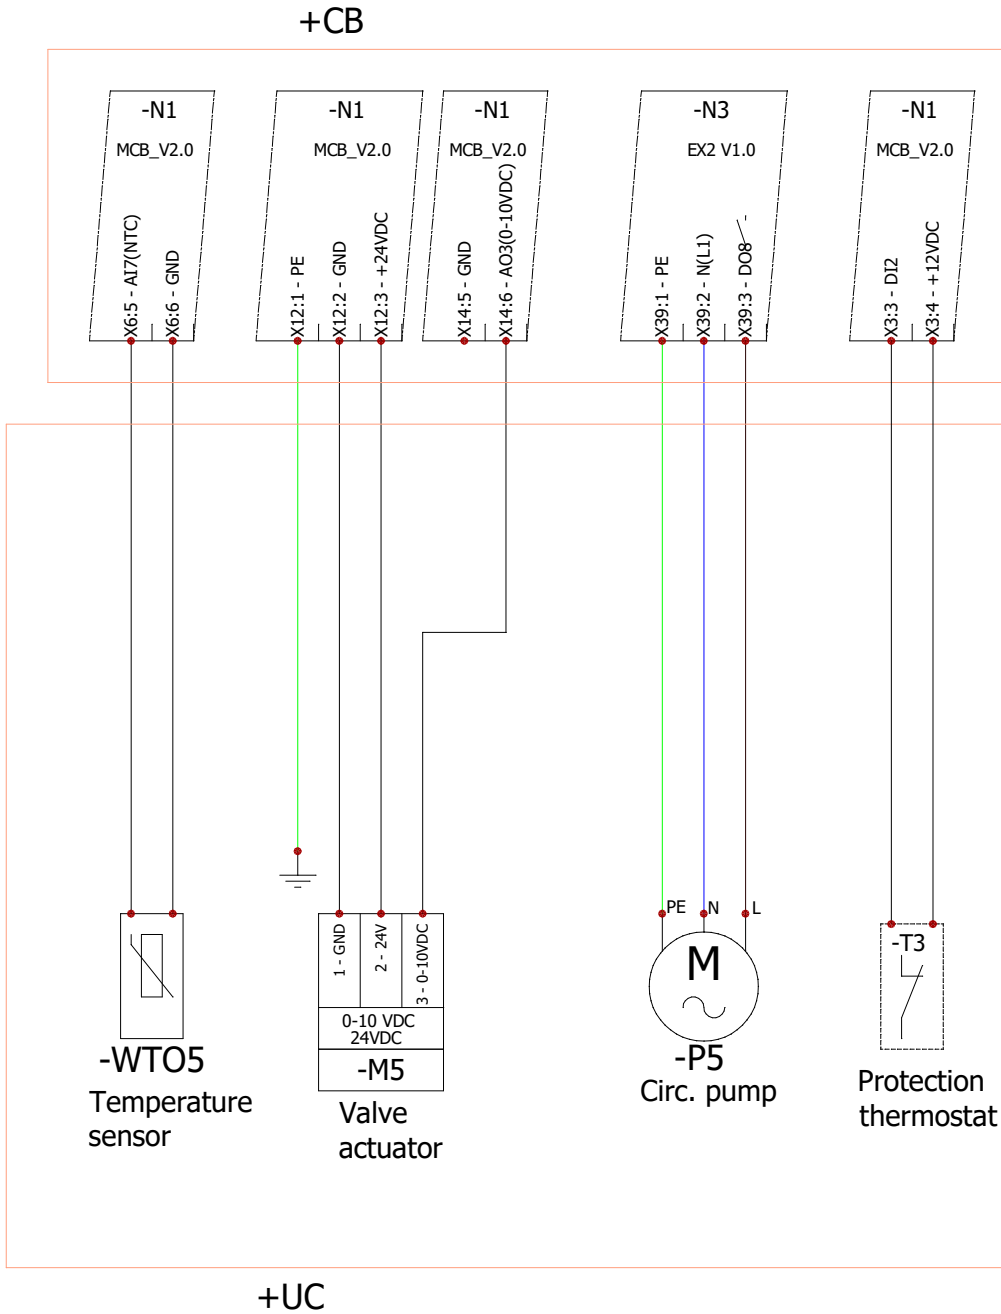 +CB
-N1
MCB_V2.0
X6:5 - AI7(NTC)
X6:6 - GND
-N1
MCB_V2.0
X12:1 - PE
X12:2 - GND
X12:3 - +24VDC
-N1
MCB_V2.0
X14:5 - GND
X14:6 - AO3(0-10VDC)
-N3
EX2 V1.0
X39:1 - PE
X39:2 - N(L1)
X39:3 - DO8
-N1
MCB_V2.0
X3:3 - DI2
X3:4 - +12VDC
-WTO5
Temperature
sensor
1 - GND
2 - 24V
3 - 0-10VDC
0-10 VDC
24VDC
-M5
Valve
actuator
PE
N
L
M
-P5
Circ. pump
-T3
Protection
thermostat
+UC